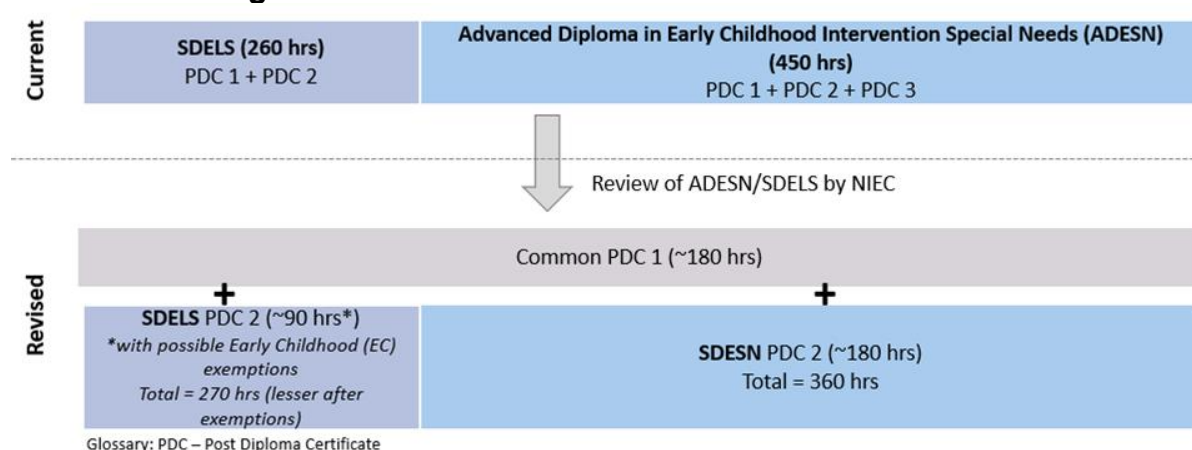 Current
SDELS (260 hrs)
PDC 1 + PDC 2
Advanced Diploma in Early Childhood Intervention Special Needs (ADESN)
(450 hrs)
PDC 1 + PDC 2 + PDC 3
Review of ADESN/SDELS by NIEC
Revised
Common PDC 1 (~180 hrs)
+
+
SDELS PDC 2 (~90 hrs*)
*with possible Early Childhood (EC)
exemptions
Total = 270 hrs (lesser after
exemptions)
SDESN PDC 2 (~180 hrs)
Total = 360 hrs
Glossary: PDC – Post Diploma Certificate